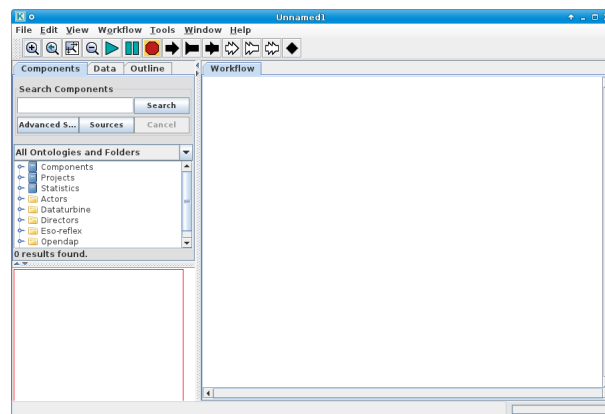 Unnamed1
File Edit View Workflow Tools Window Help
Components Data Outline
Workflow
Search Components
Search
Advanced S... Sources Cancel
All Ontologies and Folders
Components
Projects
Statistics
Actors
Dataturbine
Directors
Eso-reflex
Opendap
0 results found.